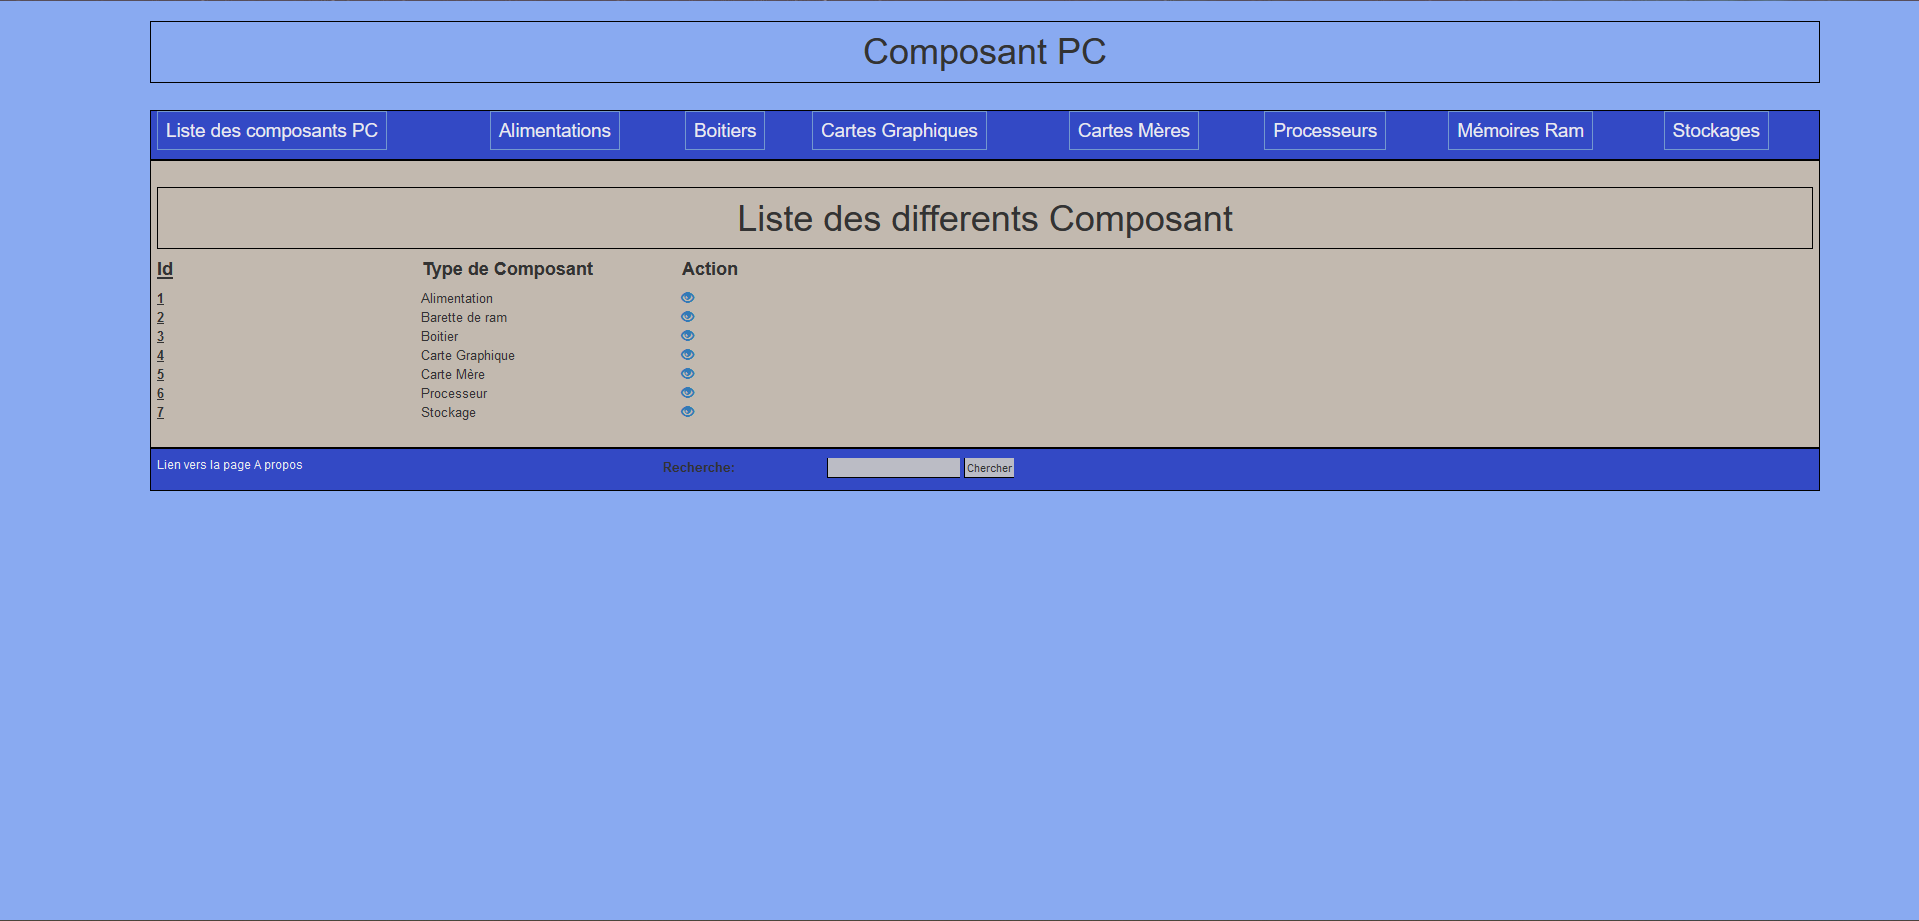 Composant PC
Liste des composants PC Alimentations Boitiers Cartes Graphiques Cartes Mères Processeurs Mémoires Ram Stockages
Liste des differents Composant
Id Type de Composant Action
1 Alimentation
2 Barette de ram
3 Boitier
4 Carte Graphique
5 Carte Mère
6 Processeur
7 Stockage
Lien vers la page A propos Recherche: Chercher